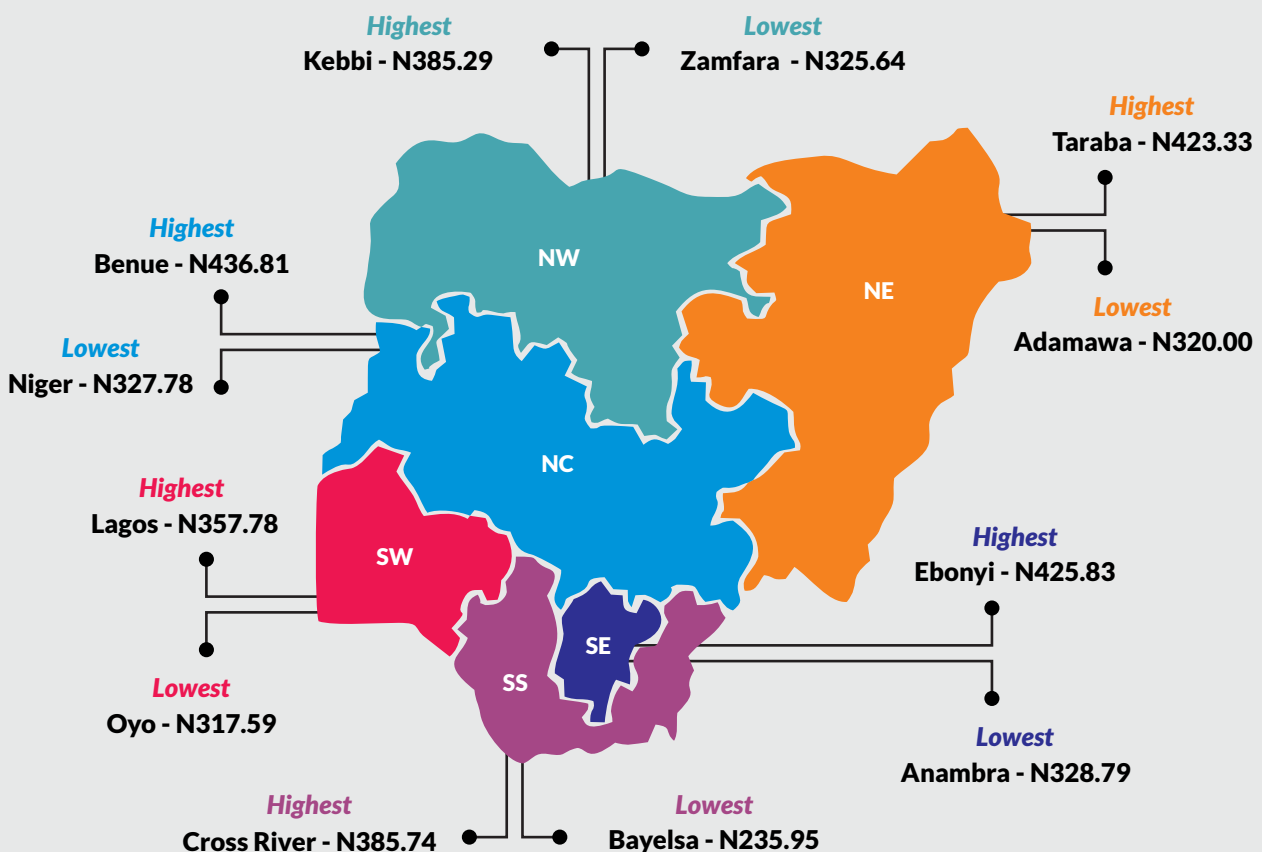 Highest
Kebbi - N385.29
Lowest
Zamfara - N325.64
Highest
Taraba - N423.33
Highest
Benue - N436.81
NW
NE
Lowest
Adamawa - N320.00
Lowest
Niger - N327.78
NC
Highest
Lagos - N357.78
SW
Highest
Ebonyi - N425.83
SE
SS
Lowest
Oyo - N317.59
Lowest
Anambra - N328.79
Highest
Cross River - N385.74
Lowest
Bayelsa - N235.95